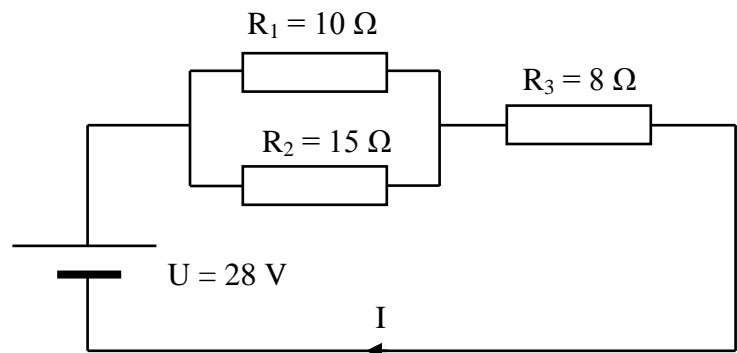 R₁ = 10 Ω
R₃ = 8 Ω
R₂ = 15 Ω
U = 28 V
I